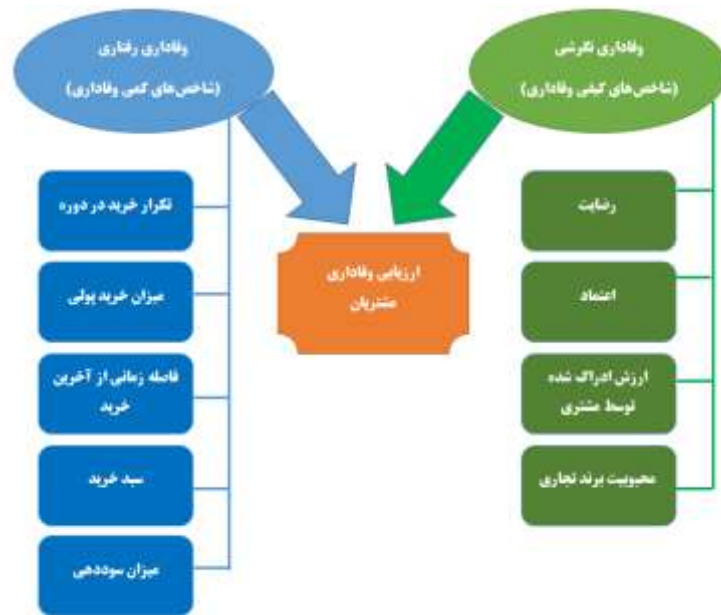 وفاداری نگرشی
(شاخص‌های کیفی وفاداری)
وفاداری رفتاری
(شاخص‌های کمی وفاداری)
ارزیابی وفاداری
مشتریان
رضایت
اعتماد
ارزش ادراک شده
توسط مشتری
محبوبیت برند تجاری
تکرار خرید در دوره
میزان خرید پولی
فاصله زمانی از آخرین
خرید
سبد خرید
میزان سوددهی